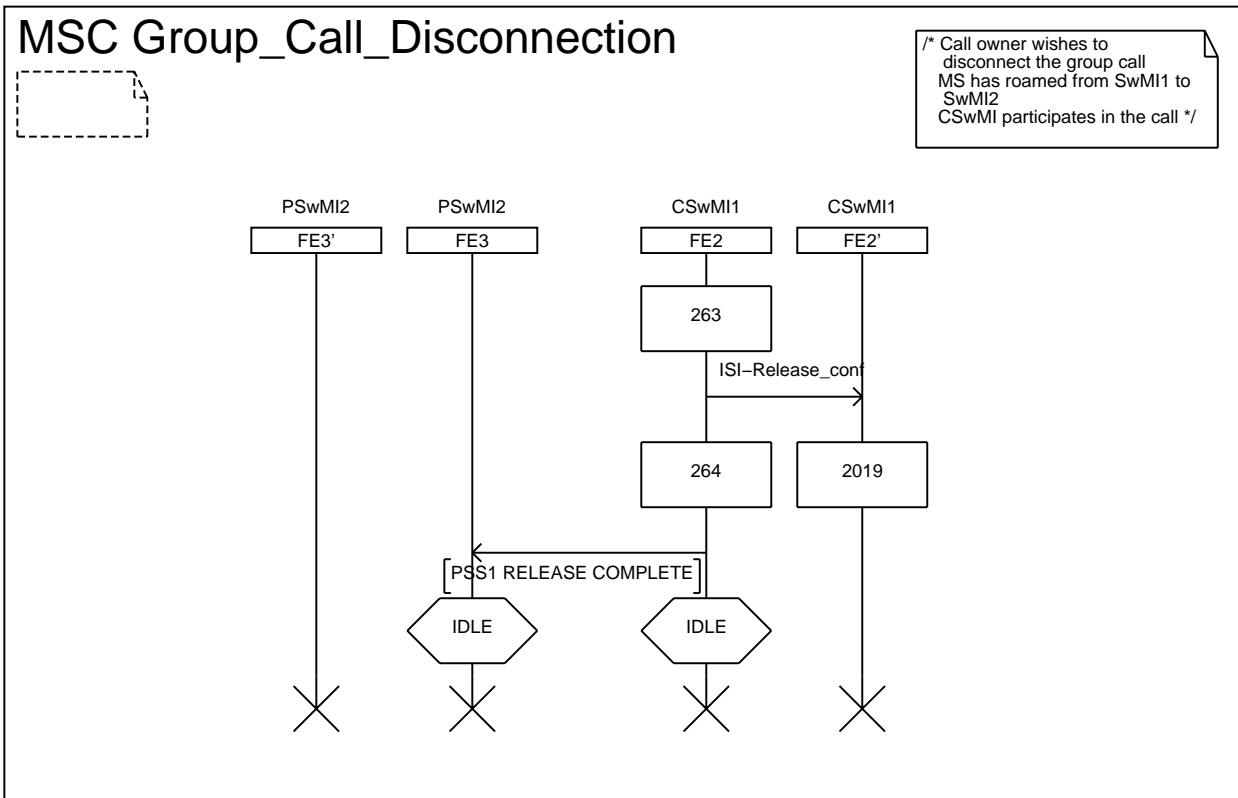 MSC Group_Call_Disconnection
/* Call owner wishes to
disconnect the group call
MS has roamed from SwMI1 to
SwMI2
CSwMI participates in the call */
PSwMI2 PSwMI2 CSwMI1 CSwMI1
FE3' FE3 FE2 FE2'
263
ISI−Release_conf
264 2019
PSS1 RELEASE COMPLETE
IDLE IDLE